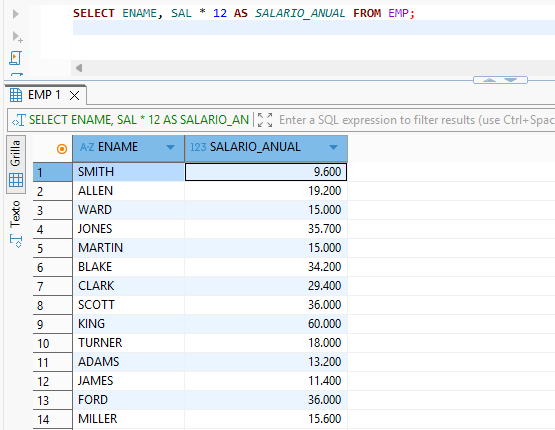 SELECT ENAME, SAL * 12 AS SALARIO_ANUAL FROM EMP;
EMP 1
SELECT ENAME, SAL * 12 AS SALARIO_AN Enter a SQL expression to filter results (use Ctrl+Spac
Grilla
Texto
A-Z ENAME 123 SALARIO_ANUAL
1 SMITH 9.600
2 ALLEN 19.200
3 WARD 15.000
4 JONES 35.700
5 MARTIN 15.000
6 BLAKE 34.200
7 CLARK 29.400
8 SCOTT 36.000
9 KING 60.000
10 TURNER 18.000
11 ADAMS 13.200
12 JAMES 11.400
13 FORD 36.000
14 MILLER 15.600